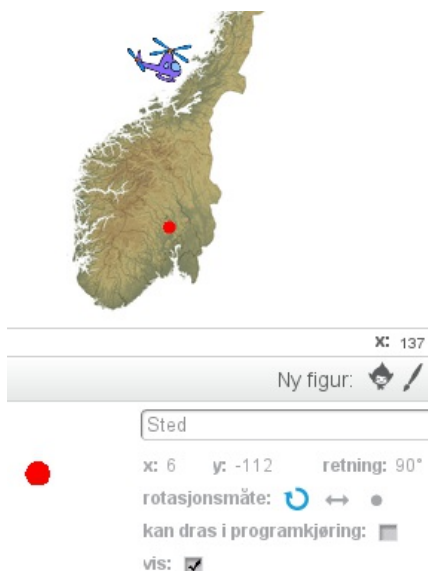 x: 137
Ny figur:
Sted
x: 6 y: -112 retning: 90°
rotasjonsmåte:
kan dras i programkjøring:
vis: